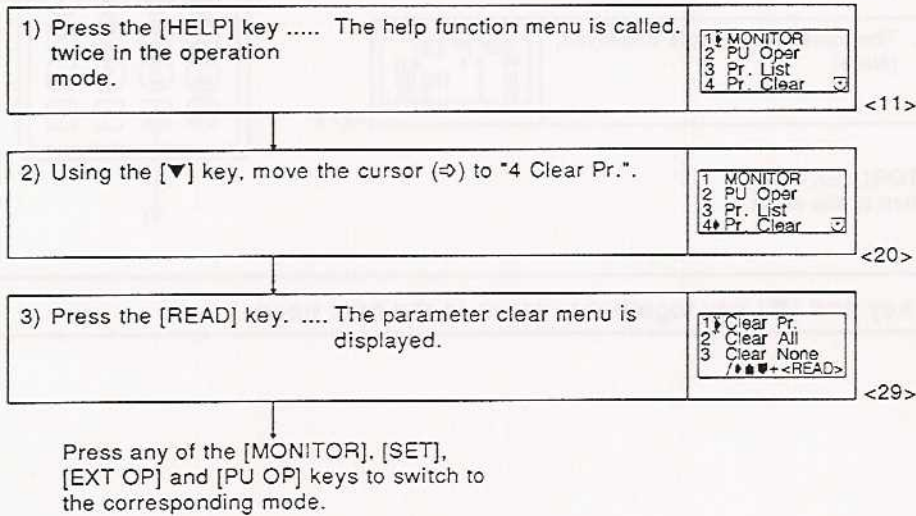 1) Press the [HELP] key ..... The help function menu is called.
twice in the operation
mode.
1 MONITOR
2 PU Oper
3 Pr. List
4 Pr. Clear
<11>
2) Using the [▼] key, move the cursor (⇨) to "4 Clear Pr.".
1 MONITOR
2 PU Oper
3 Pr. List
4 Pr. Clear
<20>
3) Press the [READ] key. ..... The parameter clear menu is
displayed.
1 Clear Pr.
2 Clear All
3 Clear None
+<READ>
<29>
Press any of the [MONITOR], [SET],
[EXT OP] and [PU OP] keys to switch to
the corresponding mode.